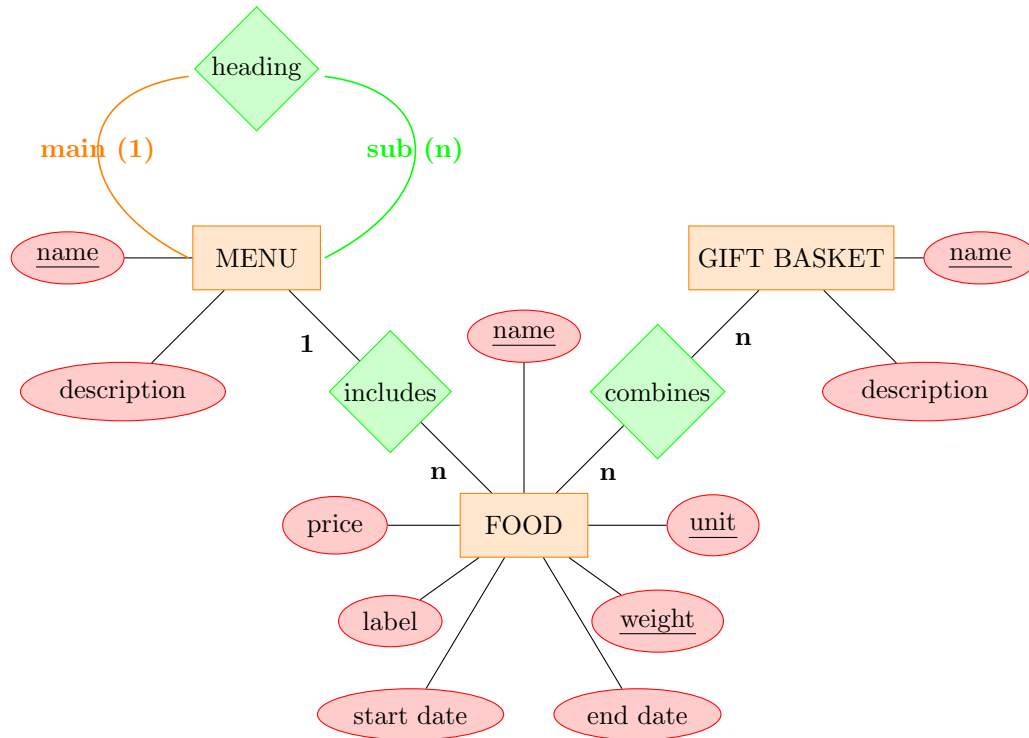 heading
main (1)
sub (n)
name
MENU
GIFT BASKET
name
name
1
n
description
includes
combines
description
n
n
price
FOOD
unit
label
weight
start date
end date